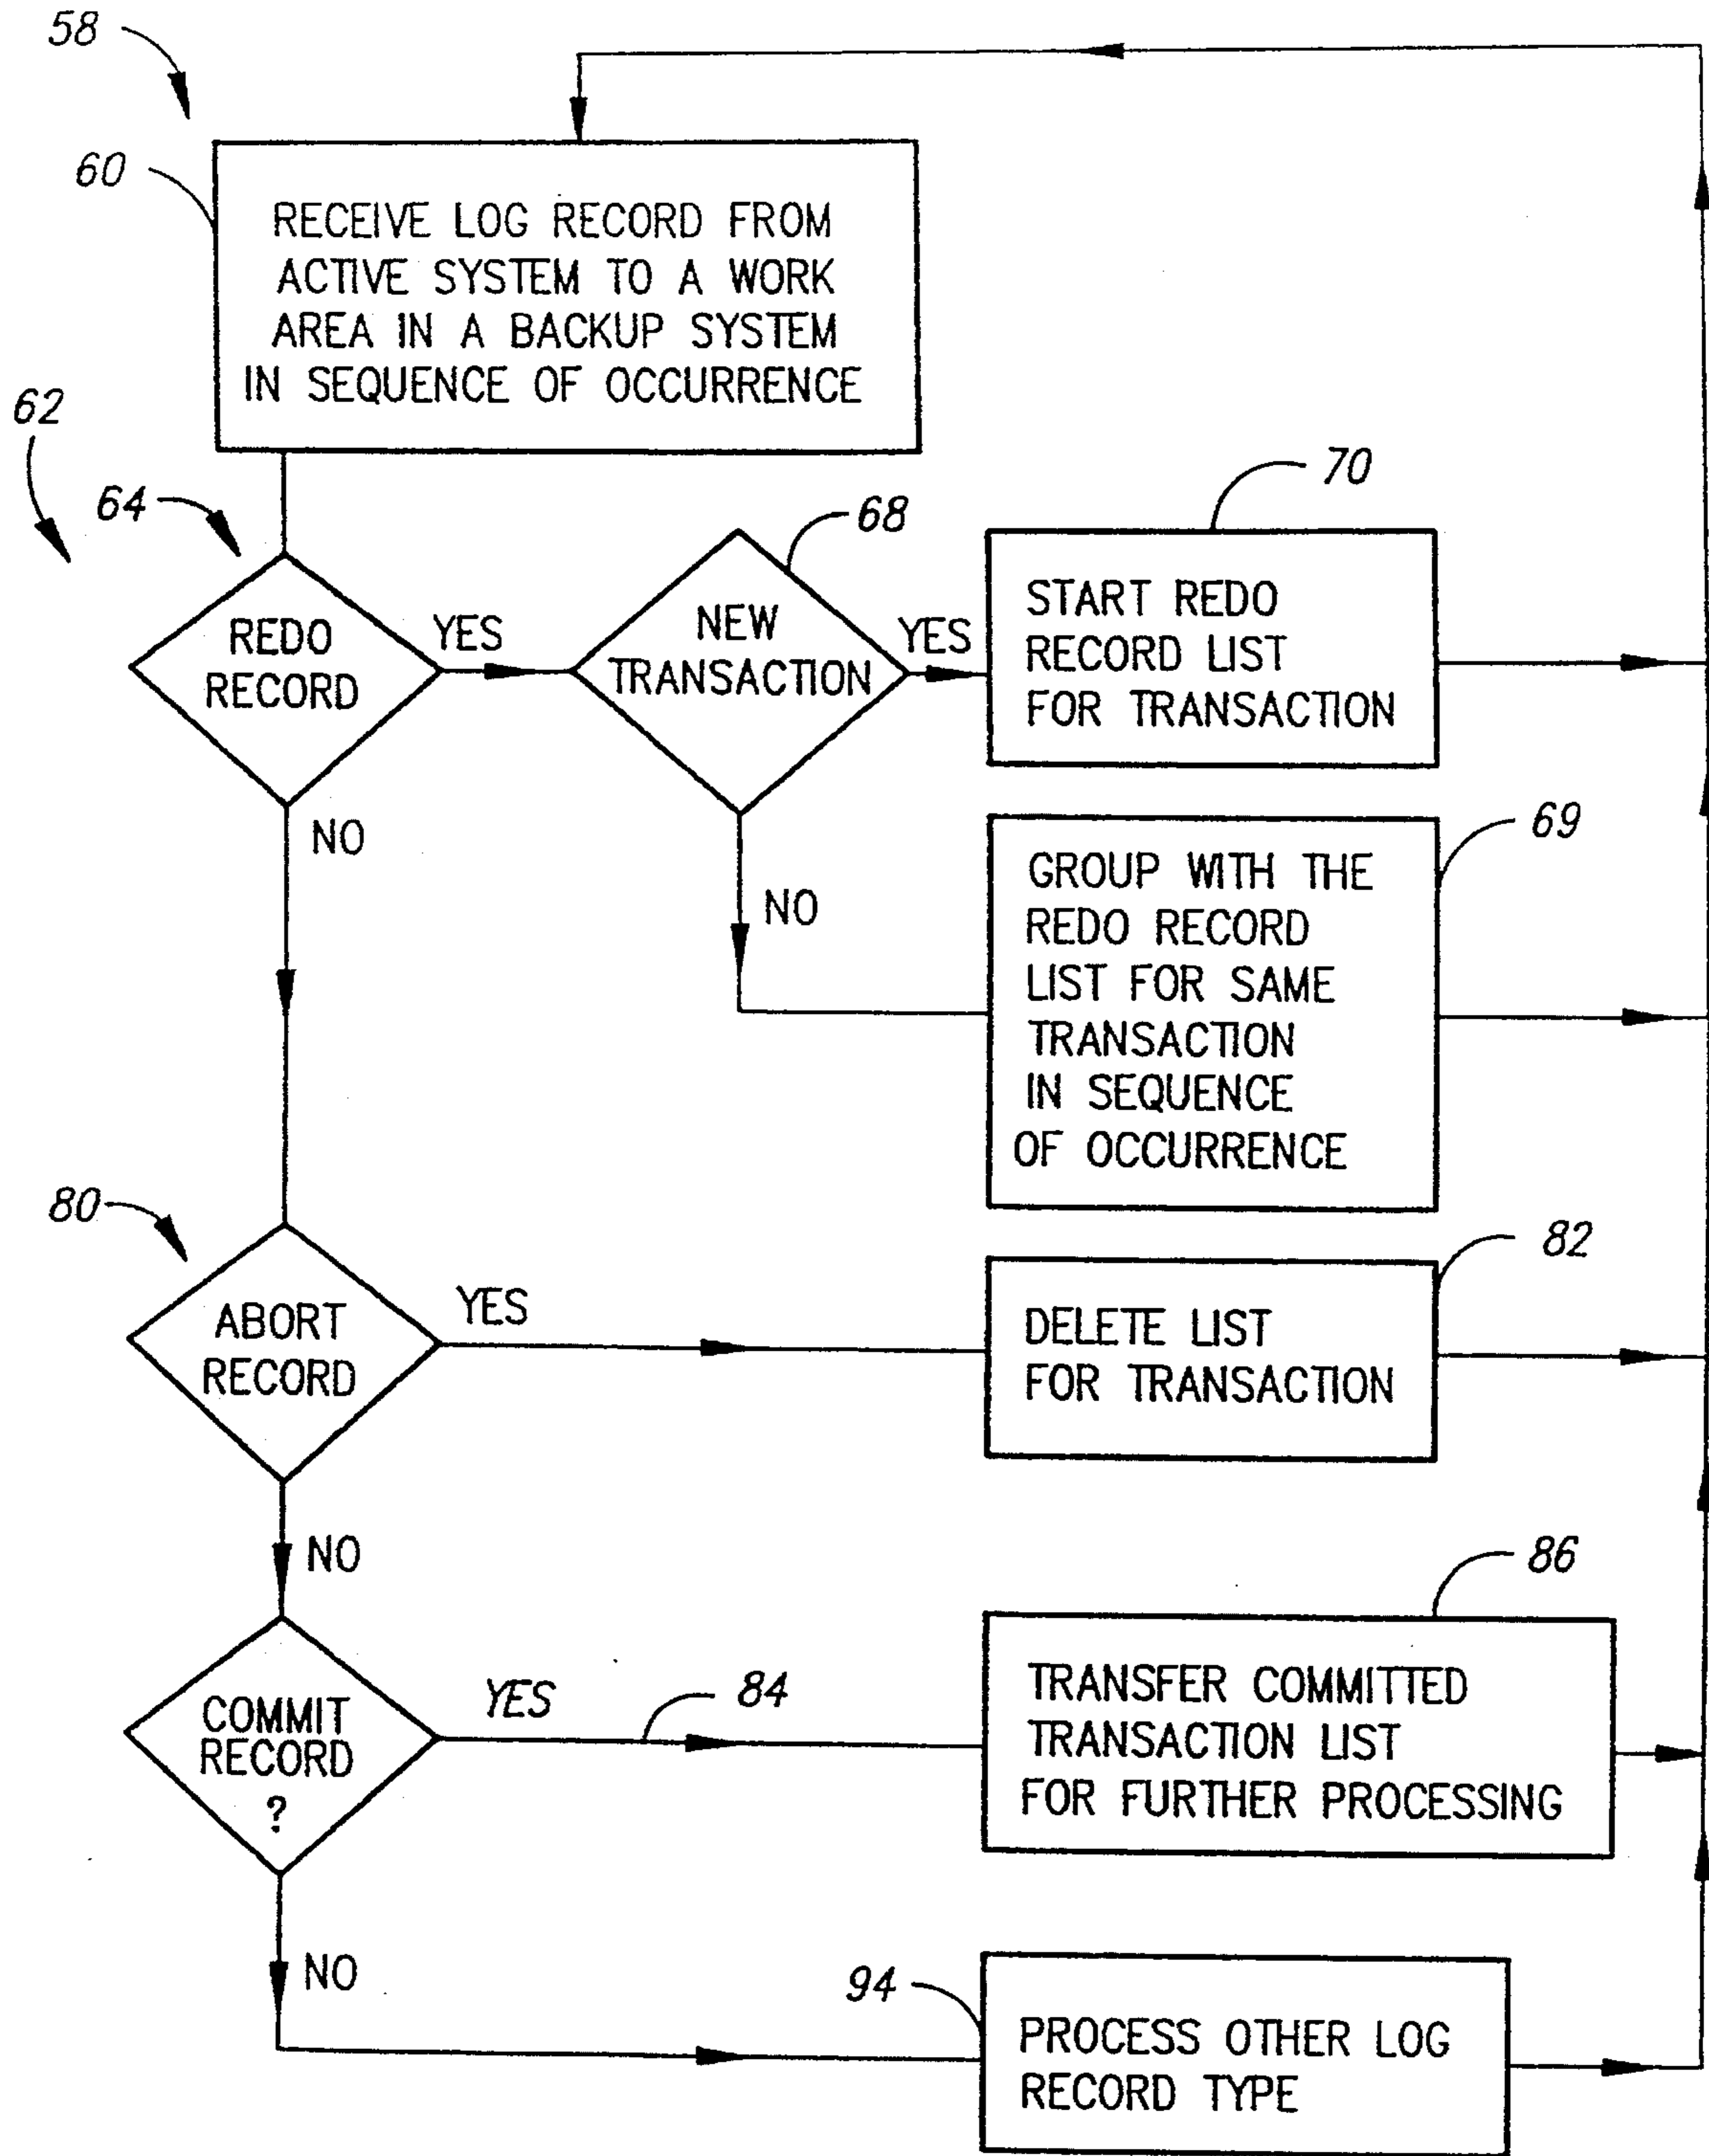 58
60
RECEIVE LOG RECORD FROM
ACTIVE SYSTEM TO A WORK
AREA IN A BACKUP SYSTEM
IN SEQUENCE OF OCCURRENCE
62
64
REDO
RECORD
YES
NO
68
NEW
TRANSACTION
YES
NO
70
START REDO
RECORD LIST
FOR TRANSACTION
69
GROUP WITH THE
REDO RECORD
LIST FOR SAME
TRANSACTION
IN SEQUENCE
OF OCCURRENCE
80
ABORT
RECORD
YES
NO
82
DELETE LIST
FOR TRANSACTION
COMMIT
RECORD
?
YES
84
NO
86
TRANSFER COMMITTED
TRANSACTION LIST
FOR FURTHER PROCESSING
94
PROCESS OTHER LOG
RECORD TYPE